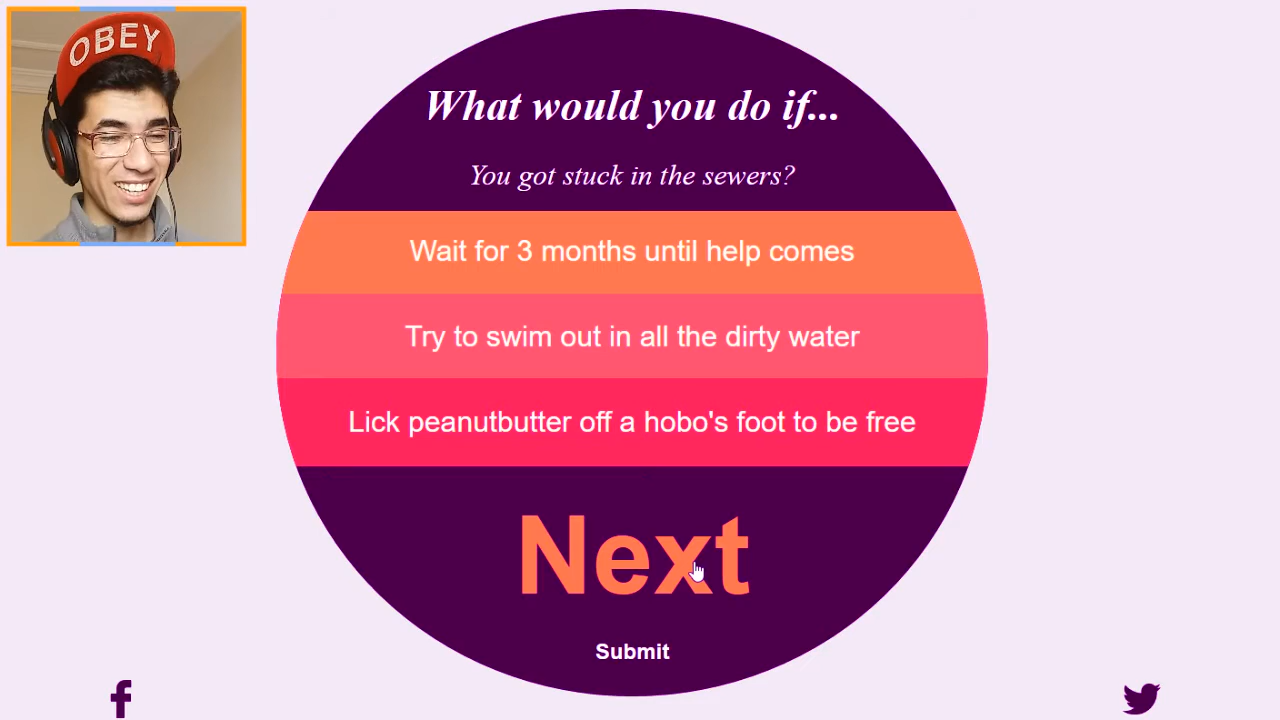 OBEY
What would you do if...
You got stuck in the sewers?
Wait for 3 months until help comes
Try to swim out in all the dirty water
Lick peanutbutter off a hobo's foot to be free
Next
Submit